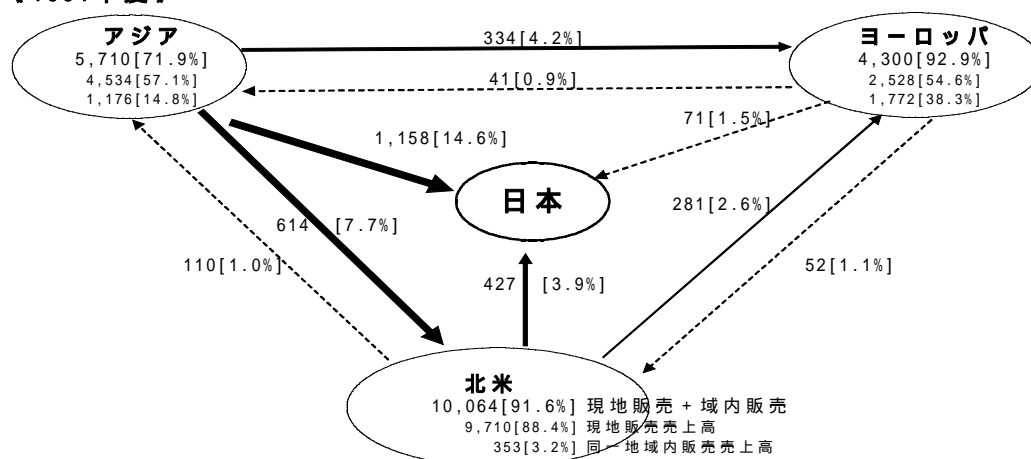 アジア
5,710[71.9%]
4,534[57.1%]
1,176[14.8%]
334[4.2%]
41[0.9%]
ヨーロッパ
4,300[92.9%]
2,528[54.6%]
1,772[38.3%]
1,158[14.6%]
71[1.5%]
日本
614 [7.7%]
281[2.6%]
110[1.0%]
427 [3.9%]
52[1.1%]
北米
10,064[91.6%] 現地販売+域内販売
9,710[88.4%] 現地販売売上高
353[3.2%] 同一地域内販売売上高